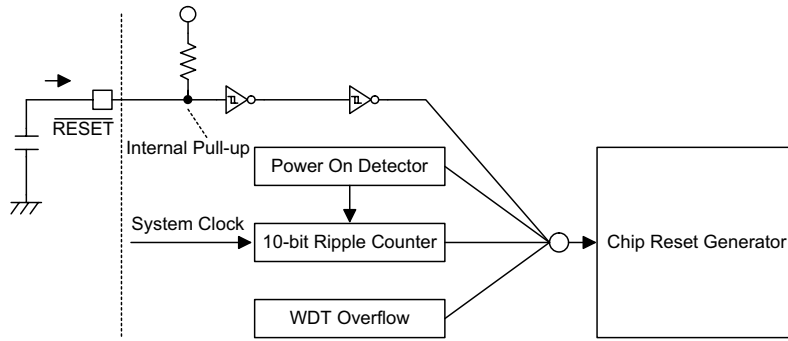 RESET
Internal Pull-up
Power On Detector
System Clock
10-bit Ripple Counter
Chip Reset Generator
WDT Overflow